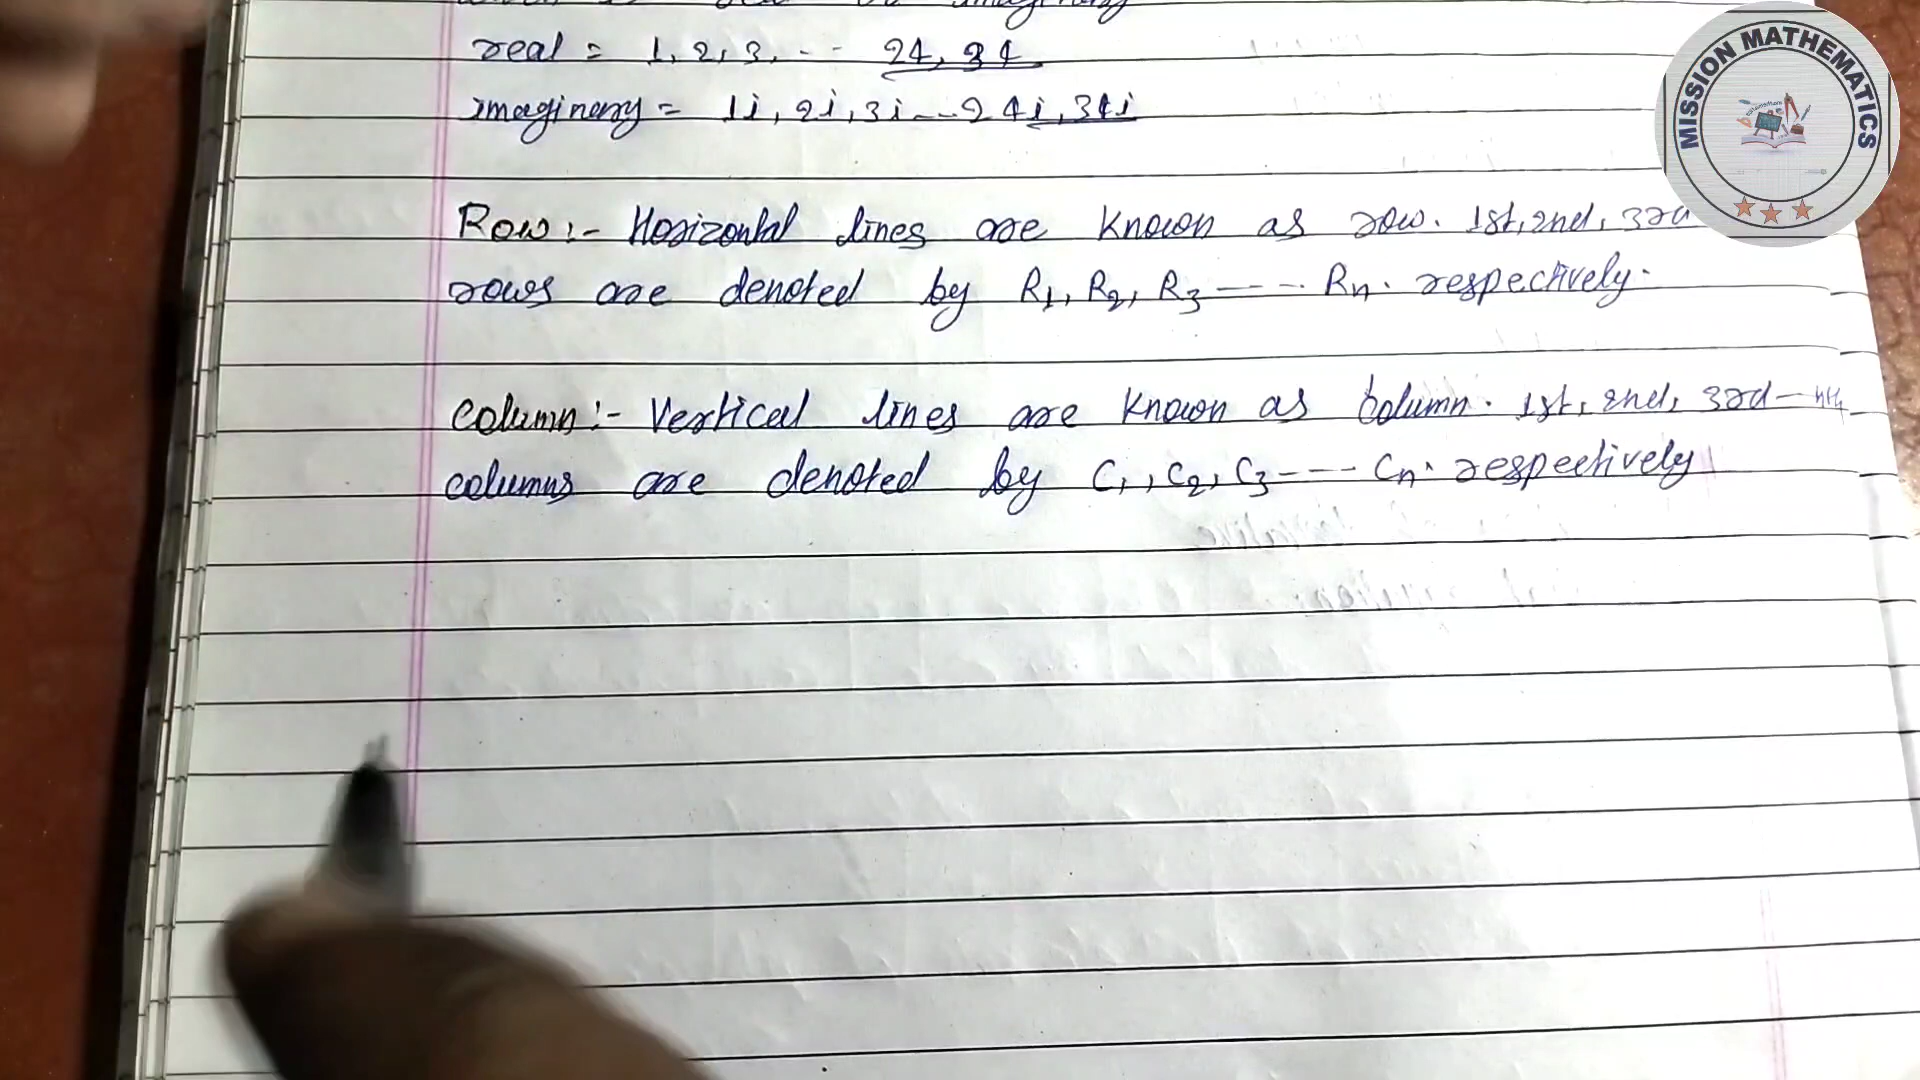 real = 1, 2, 3, -- 24, 34
imaginary = 1i, 2i, 3i -- 24i, 34i
Row :- Horizontal lines are known as row. 1st, 2nd, 3rd
rows are denoted by R1, R2, R3 ---- Rn. respectively.
Column :- Vertical lines are known as Column. 1st, 2nd, 3rd - nth
columns are denoted by C1, C2, C3 ---- Cn. respectively
MISSION MATHEMATICS